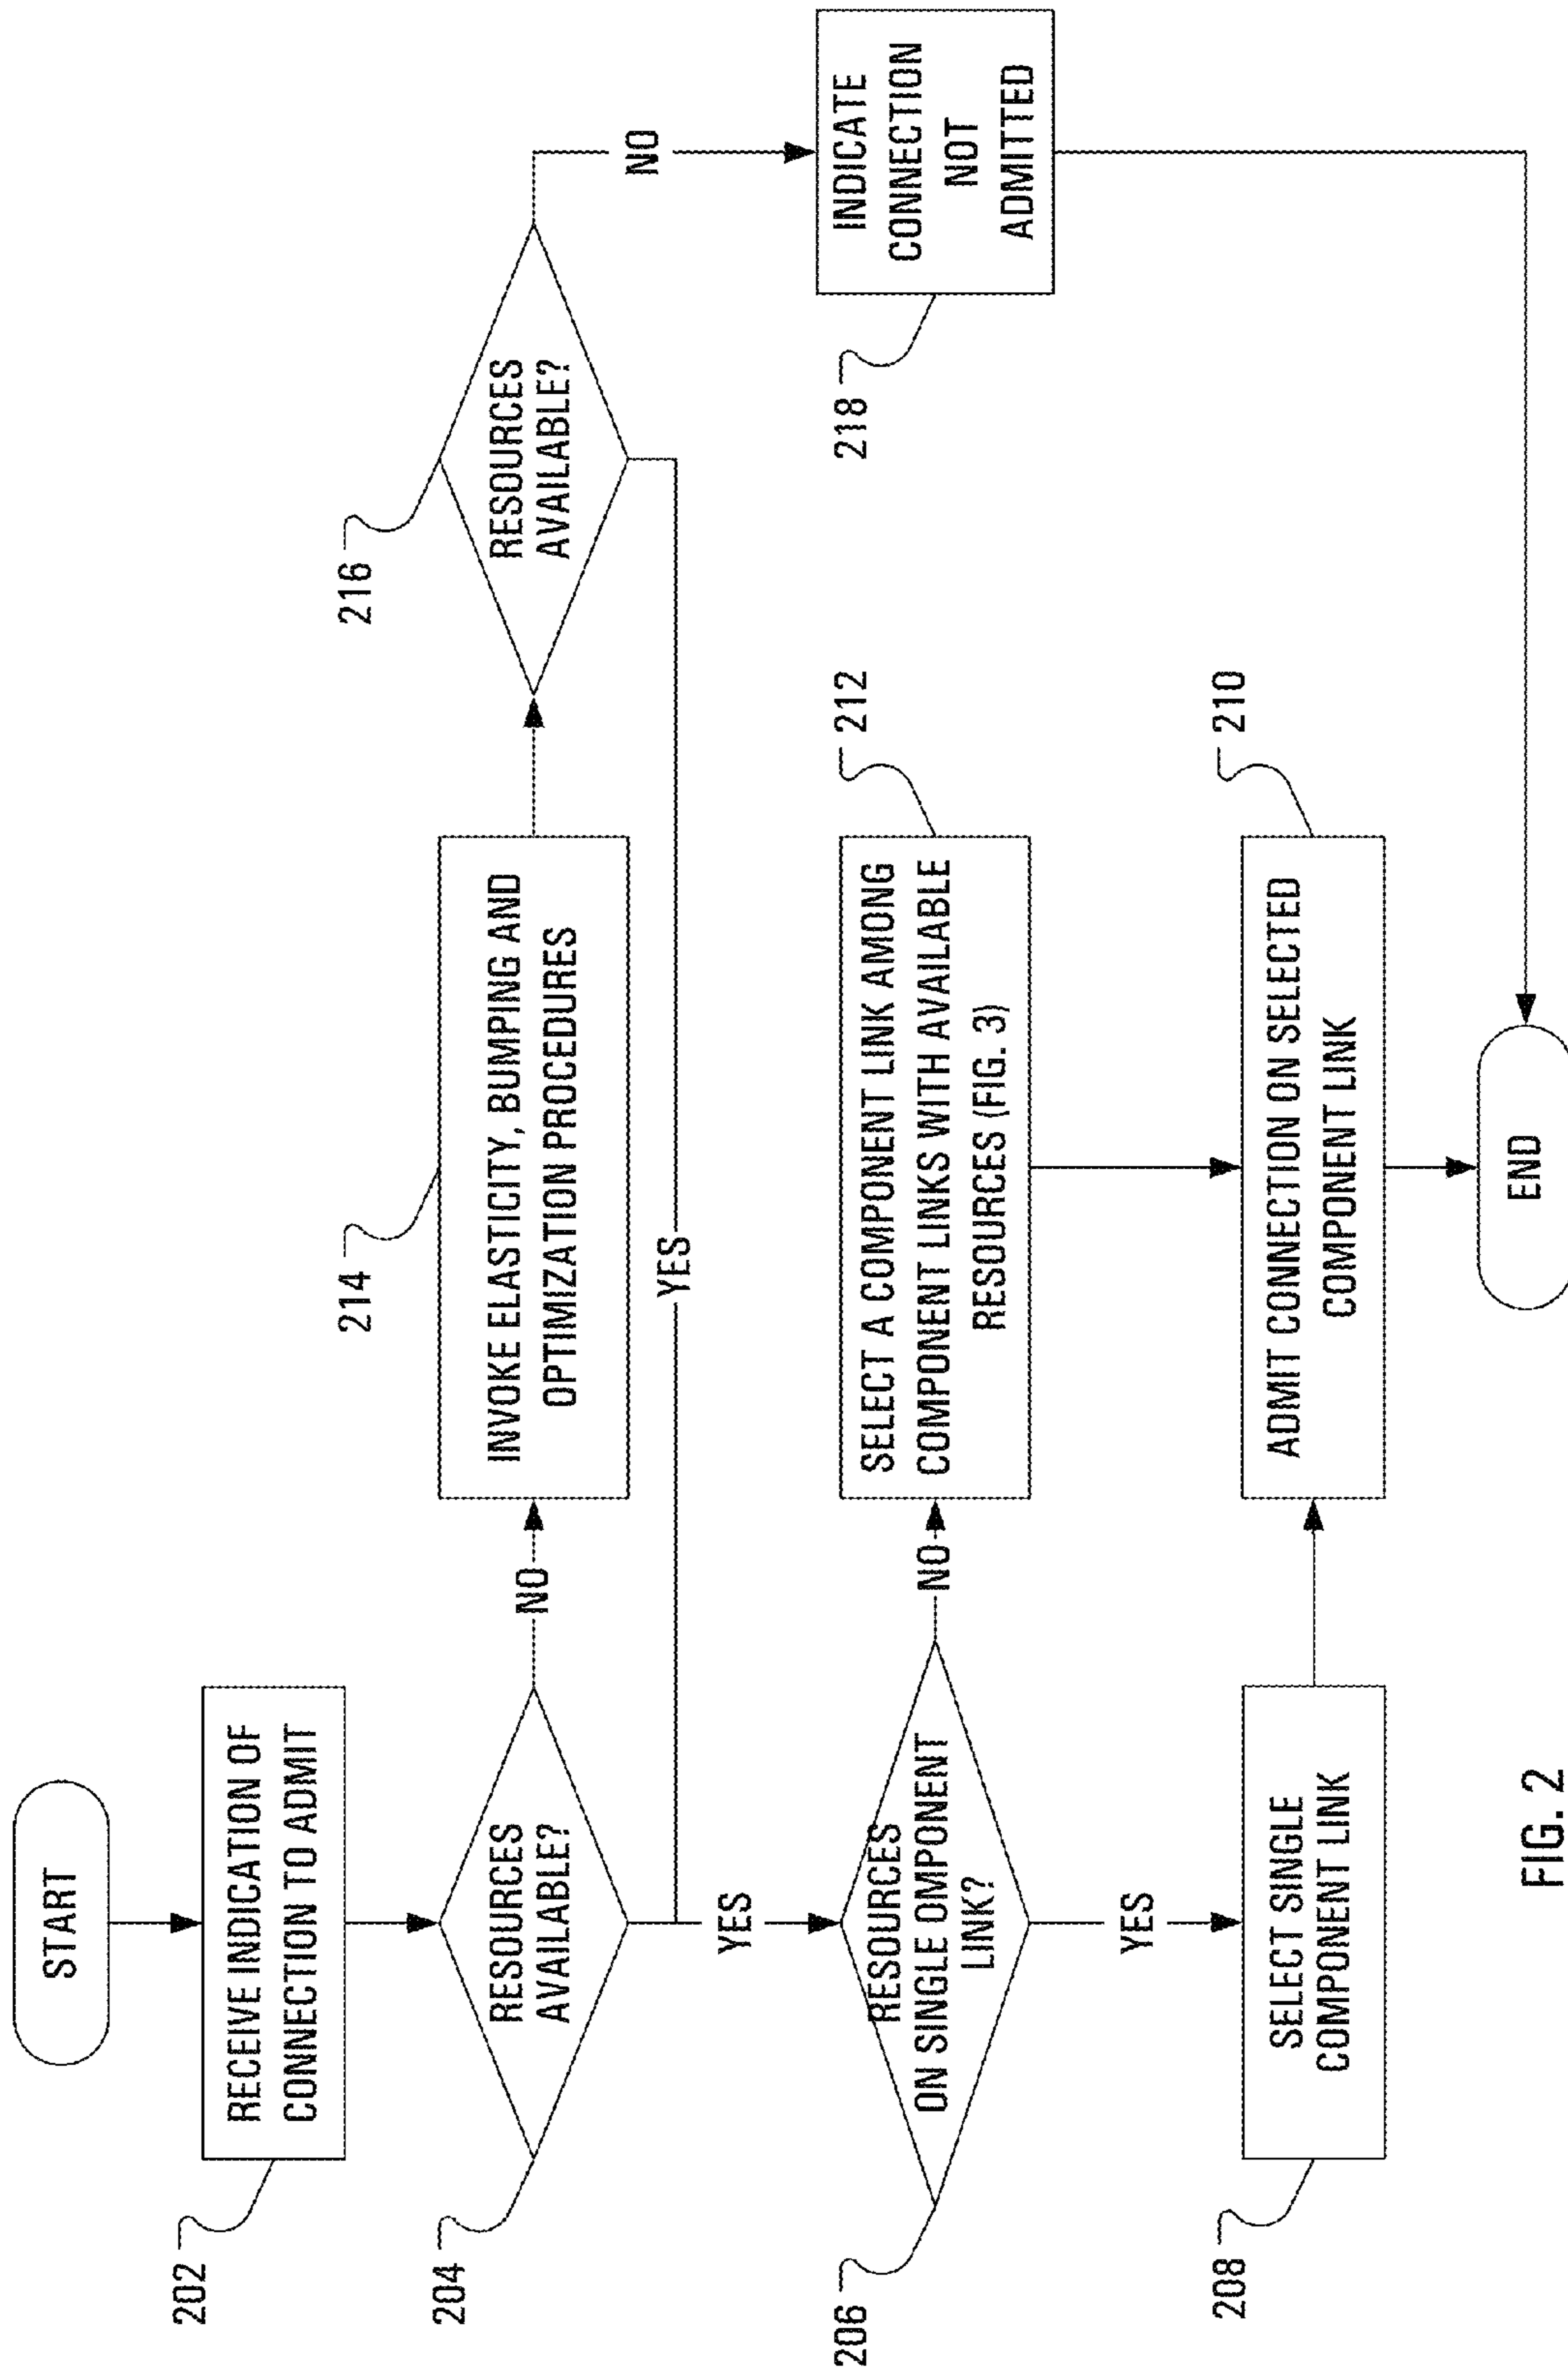 START
202
RECEIVE INDICATION OF
CONNECTION TO ADMIT
204
RESOURCES
AVAILABLE?
NO
214
INVOKE ELASTICITY, BUMPING AND
OPTIMIZATION PROCEDURES
216
RESOURCES
AVAILABLE?
NO
YES
YES
206
RESOURCES
ON SINGLE OMPONENT
LINK?
NO
212
SELECT A COMPONENT LINK AMONG
COMPONENT LINKS WITH AVAILABLE
RESOURCES (FIG. 3)
218
INDICATE
CONNECTION
NOT
ADMITTED
YES
208
SELECT SINGLE
COMPONENT LINK
210
ADMIT CONNECTION ON SELECTED
COMPONENT LINK
END
FIG. 2